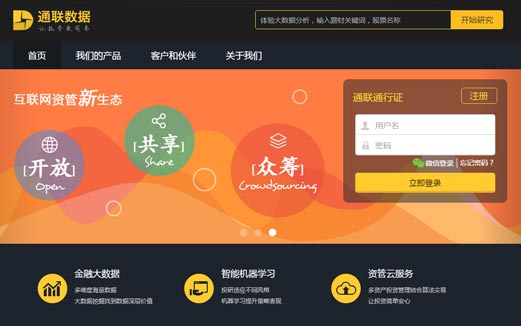 通联数据
让投资更容易
体验大数据分析，输入题材关键词，股票名称
开始研究
首页
我们的产品
客户和伙伴
关于我们
互联网资管新生态
[开放]
Open
[共享]
Share
[众筹]
Crowdsourcing
通联通行证
注册
用户名
密码
微信登录
忘记密码？
立即登录
金融大数据
多维度海量数据
大数据挖掘找到数据深层价值
智能机器学习
投研适应不同风格
机器学习提升策略表现
资管云服务
多资产投资管理结合算法交易
让投资简单安心